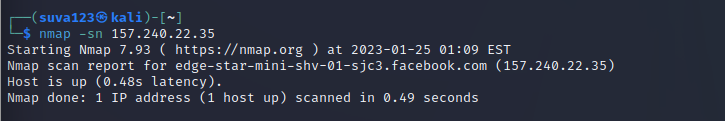 ┌──(suva123㉿kali)-[~]
└─$ nmap -sn 157.240.22.35
Starting Nmap 7.93 ( https://nmap.org ) at 2023-01-25 01:09 EST
Nmap scan report for edge-star-mini-shv-01-sjc3.facebook.com (157.240.22.35)
Host is up (0.48s latency).
Nmap done: 1 IP address (1 host up) scanned in 0.49 seconds